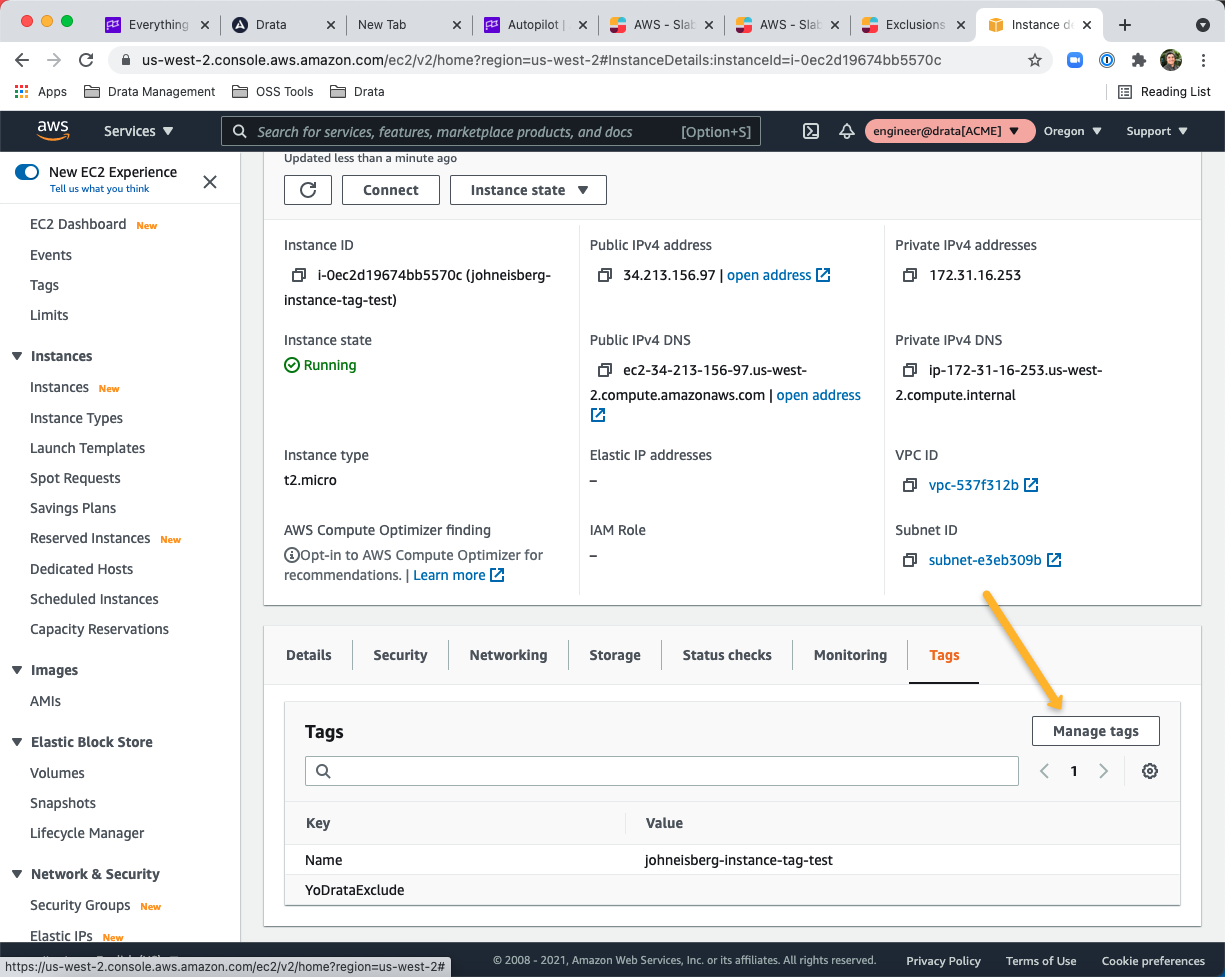 Everything
Drata
New Tab
Autopilot |
AWS - Slab
AWS - Slab
Exclusions
Instance de
us-west-2.console.aws.amazon.com/ec2/v2/home?region=us-west-2#InstanceDetails:instanceId=i-0ec2d19674bb5570c
Apps
Data Management
OSS Tools
Drata
Reading List
aws
Services
Search for services, features, marketplace products, and docs
[Option+S]
engineer@drata[ACME]
Oregon
Support
New EC2 Experience
Tell us what you think
EC2 Dashboard New
Events
Tags
Limits
Instances
Instances New
Instance Types
Launch Templates
Spot Requests
Savings Plans
Reserved Instances New
Dedicated Hosts
Scheduled Instances
Capacity Reservations
Images
AMIs
Elastic Block Store
Volumes
Snapshots
Lifecycle Manager
Network & Security
Security Groups New
Elastic IPs New
Updated less than a minute ago
Connect
Instance state
Instance ID
i-0ec2d19674bb5570c (johneisberg-
instance-tag-test)
Public IPv4 address
34.213.156.97 | open address
Private IPv4 addresses
172.31.16.253
Instance state
Running
Public IPv4 DNS
ec2-34-213-156-97.us-west-
2.compute.amazonaws.com | open address
Private IPv4 DNS
ip-172-31-16-253.us-west-
2.compute.internal
Instance type
t2.micro
Elastic IP addresses
–
VPC ID
vpc-537f312b
AWS Compute Optimizer finding
Opt-in to AWS Compute Optimizer for
recommendations. | Learn more
IAM Role
–
Subnet ID
subnet-e3eb309b
Details
Security
Networking
Storage
Status checks
Monitoring
Tags
Tags
Manage tags
1
Key
Value
Name
johneisberg-instance-tag-test
YoDrataExclude
https://us-west-2.console.aws.amazon.com/ec2/v2/home?region=us-west-2#
© 2008 - 2021, Amazon Web Services, Inc. or its affiliates. All rights reserved.
Privacy Policy
Terms of Use
Cookie preferences